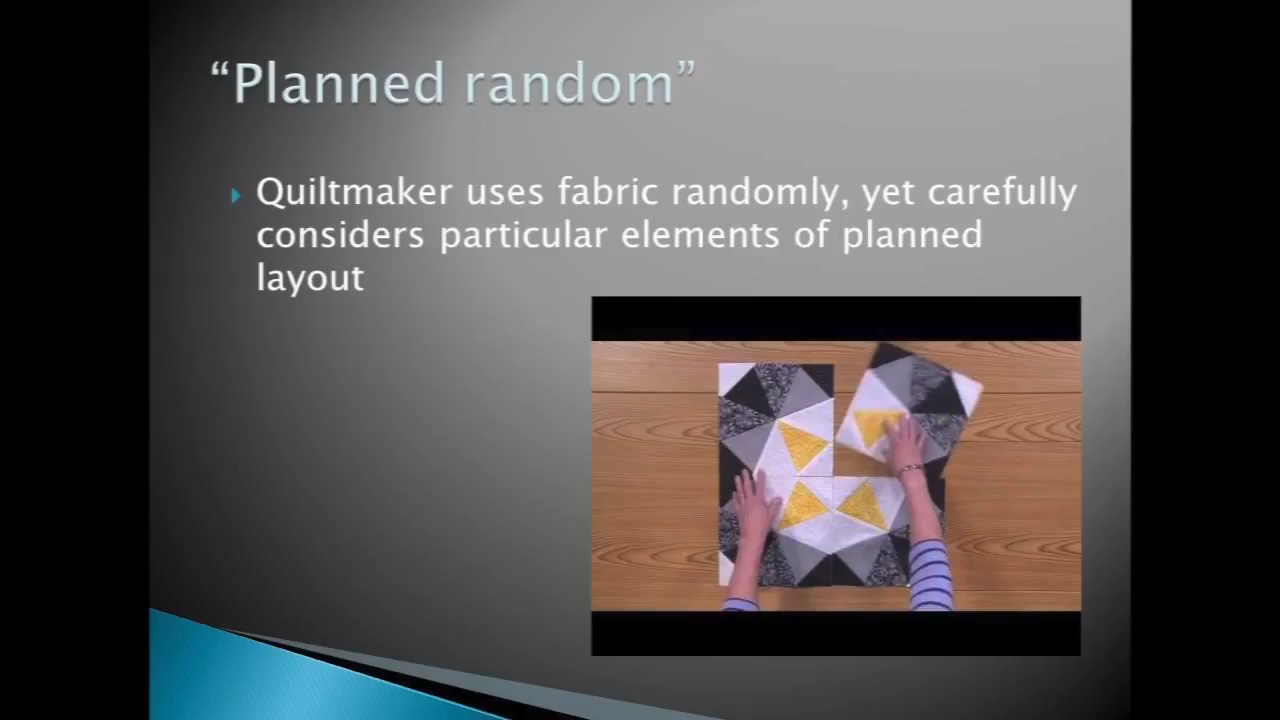 “Planned random”
Quiltmaker uses fabric randomly, yet carefully
considers particular elements of planned
layout